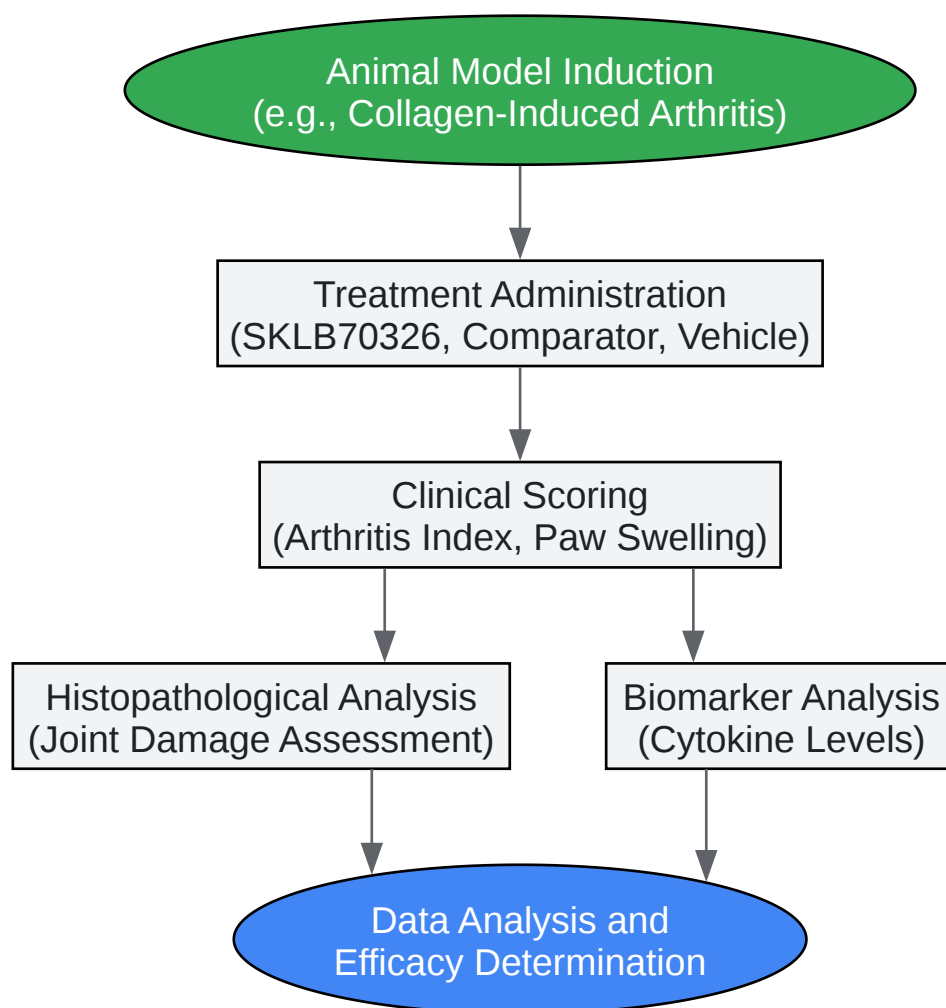 Animal Model Induction
(e.g., Collagen-Induced Arthritis)
Treatment Administration
(SKLB70326, Comparator, Vehicle)
Clinical Scoring
(Arthritis Index, Paw Swelling)
Histopathological Analysis
(Joint Damage Assessment)
Biomarker Analysis
(Cytokine Levels)
Data Analysis and
Efficacy Determination